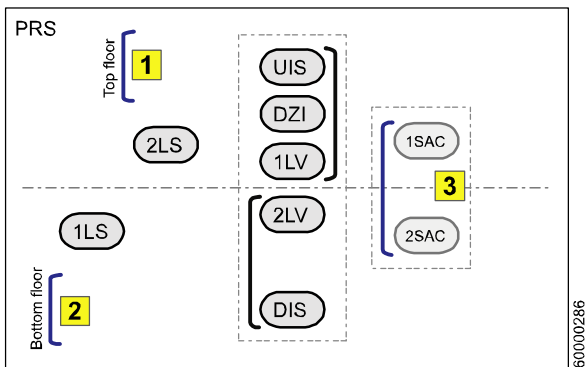 PRS
Top floor
1
2LS
UIS
DZI
1LV
1SAC
3
2SAC
1LS
2LV
DIS
Bottom floor
2
60000286